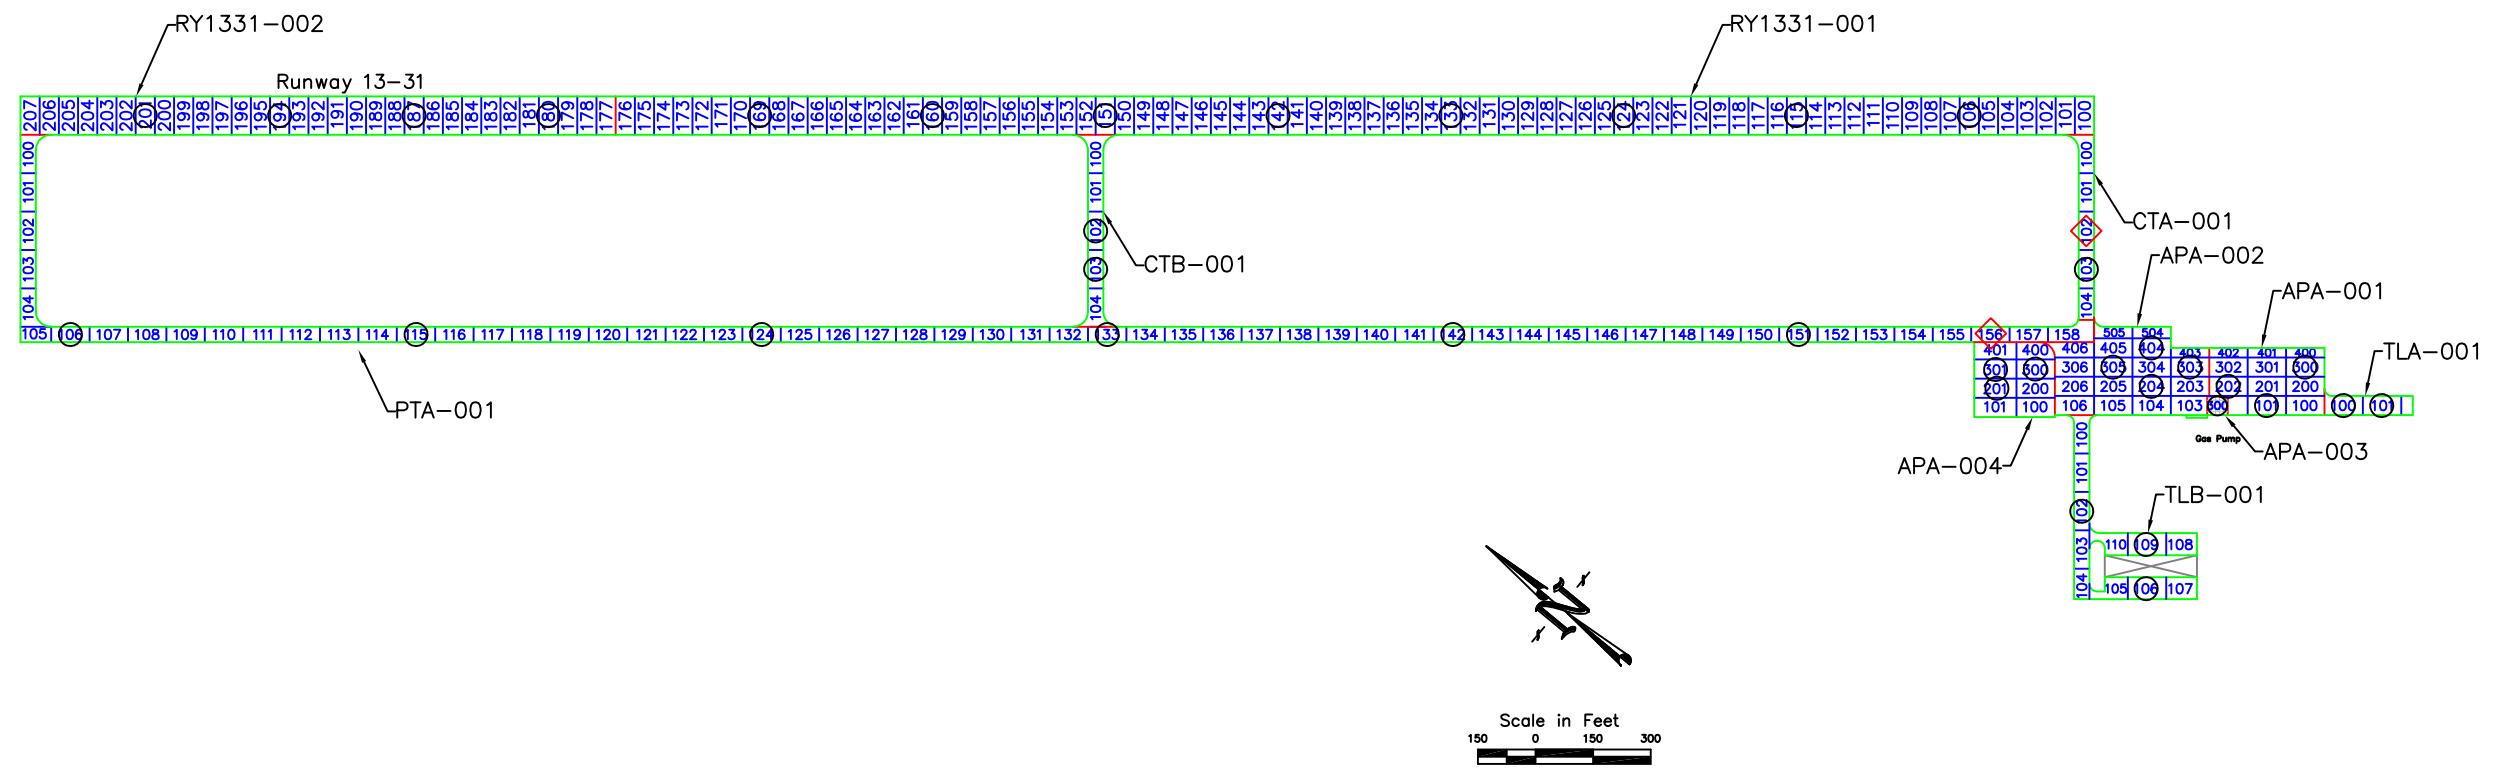 RY1331-002
RY1331-001
Runway 13-31
207 206 205 204 203 202 201 200 199 198 197 196 195 194 193 192 191 190 189 188 187 186 185 184 183 182 181 180 179 178 177 176 175 174 173 172 171 170 169 168 167 166 165 164 163 162 161 160 159 158 157 156 155 154 153 152 151 150 149 148 147 146 145 144 143 142 141 140 139 138 137 136 135 134 133 132 131 130 129 128 127 126 125 124 123 122 121 120 119 118 117 116 115 114 113 112 111 110 109 108 107 106 105 104 103 102 101 100
100
101
102
103
104
100
101
102
103
104
100
101
102
103
104
CTB-001
CTA-001
APA-002
APA-001
TLA-001
105 106 107 108 109 110 111 112 113 114 115 116 117 118 119 120 121 122 123 124 125 126 127 128 129 130 131 132 133 134 135 136 137 138 139 140 141 142 143 144 145 146 147 148 149 150 151 152 153 154 155 156 157 158
505 504
401 400 406 405 404 403 402 401 400
301 300 306 305 304 303 302 301 300
201 200 206 205 204 203 202 201 200
101 100 106 105 104 103 300 101 100 100 101
PTA-001
Gas Pump
APA-004
APA-003
100
101
102
103
104
TLB-001
110 109 108
105 106 107
N
Scale in Feet
150 0 150 300